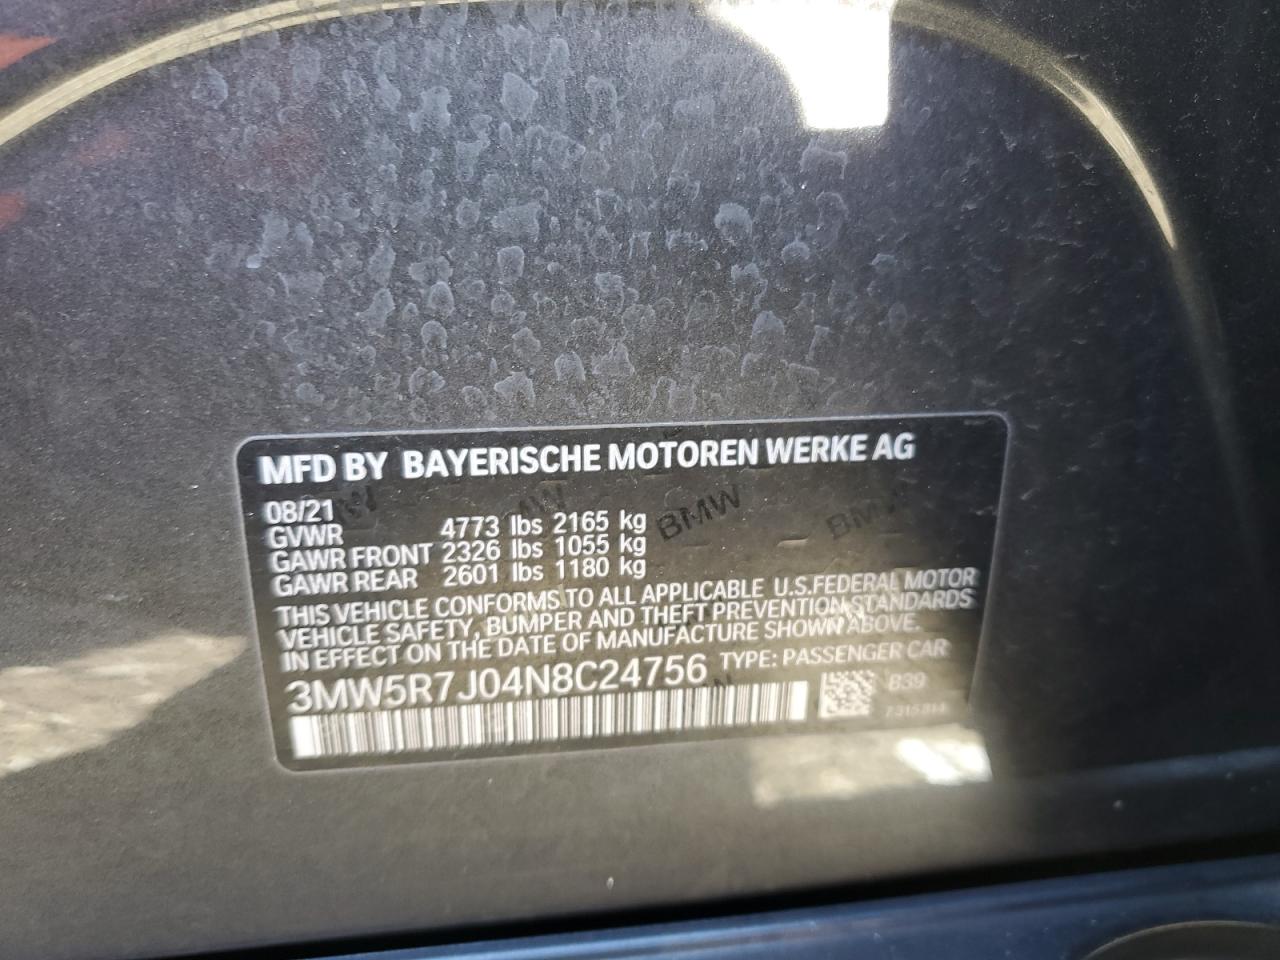 MFD BY BAYERISCHE MOTOREN WERKE AG
08/21
GVWR 4773 lbs 2165 kg
GAWR FRONT 2326 lbs 1055 kg
GAWR REAR 2601 lbs 1180 kg
THIS VEHICLE CONFORMS TO ALL APPLICABLE U.S.FEDERAL MOTOR
VEHICLE SAFETY, BUMPER AND THEFT PREVENTION STANDARDS
IN EFFECT ON THE DATE OF MANUFACTURE SHOWN ABOVE.
3MW5R7J04N8C24756 TYPE: PASSENGER CAR
B39
BMW BMW